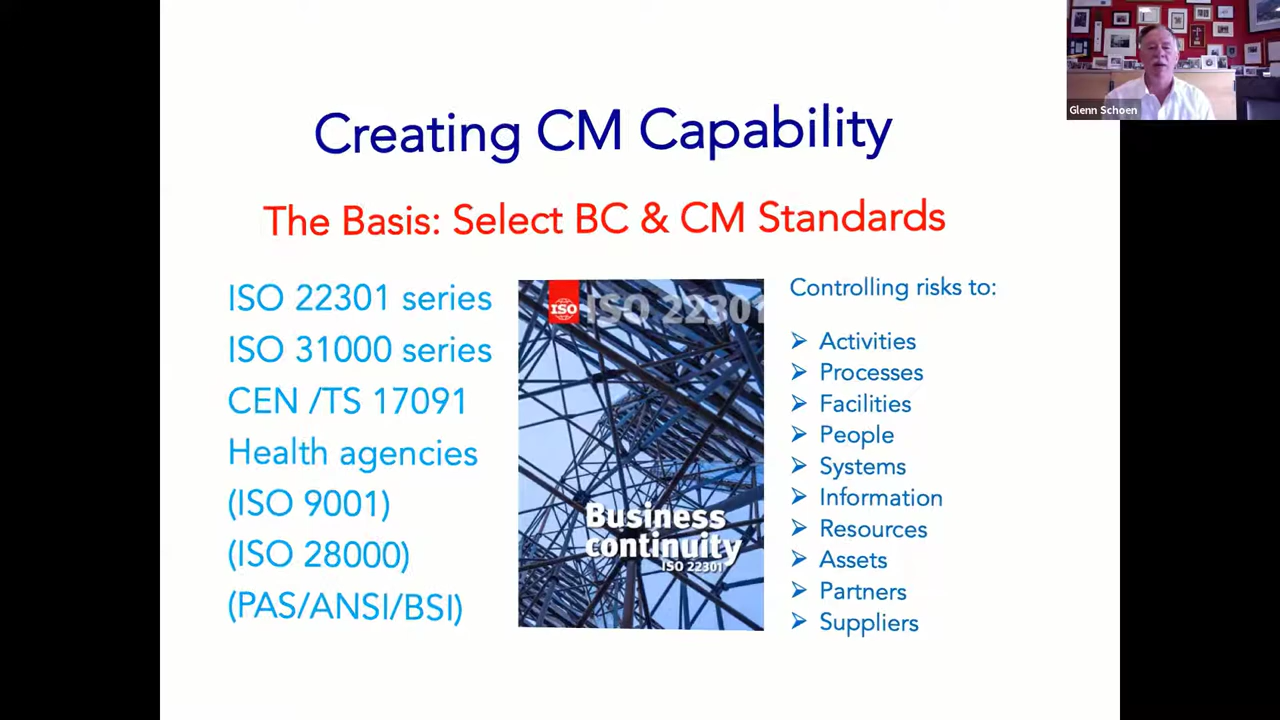 Creating CM Capability
The Basis: Select BC & CM Standards
ISO 22301 series
ISO 31000 series
CEN /TS 17091
Health agencies
(ISO 9001)
(ISO 28000)
(PAS/ANSI/BSI)
ISO
ISO 22301
Business
continuity
ISO 22301
Controlling risks to:
Activities
Processes
Facilities
People
Systems
Information
Resources
Assets
Partners
Suppliers
Glenn Schoen